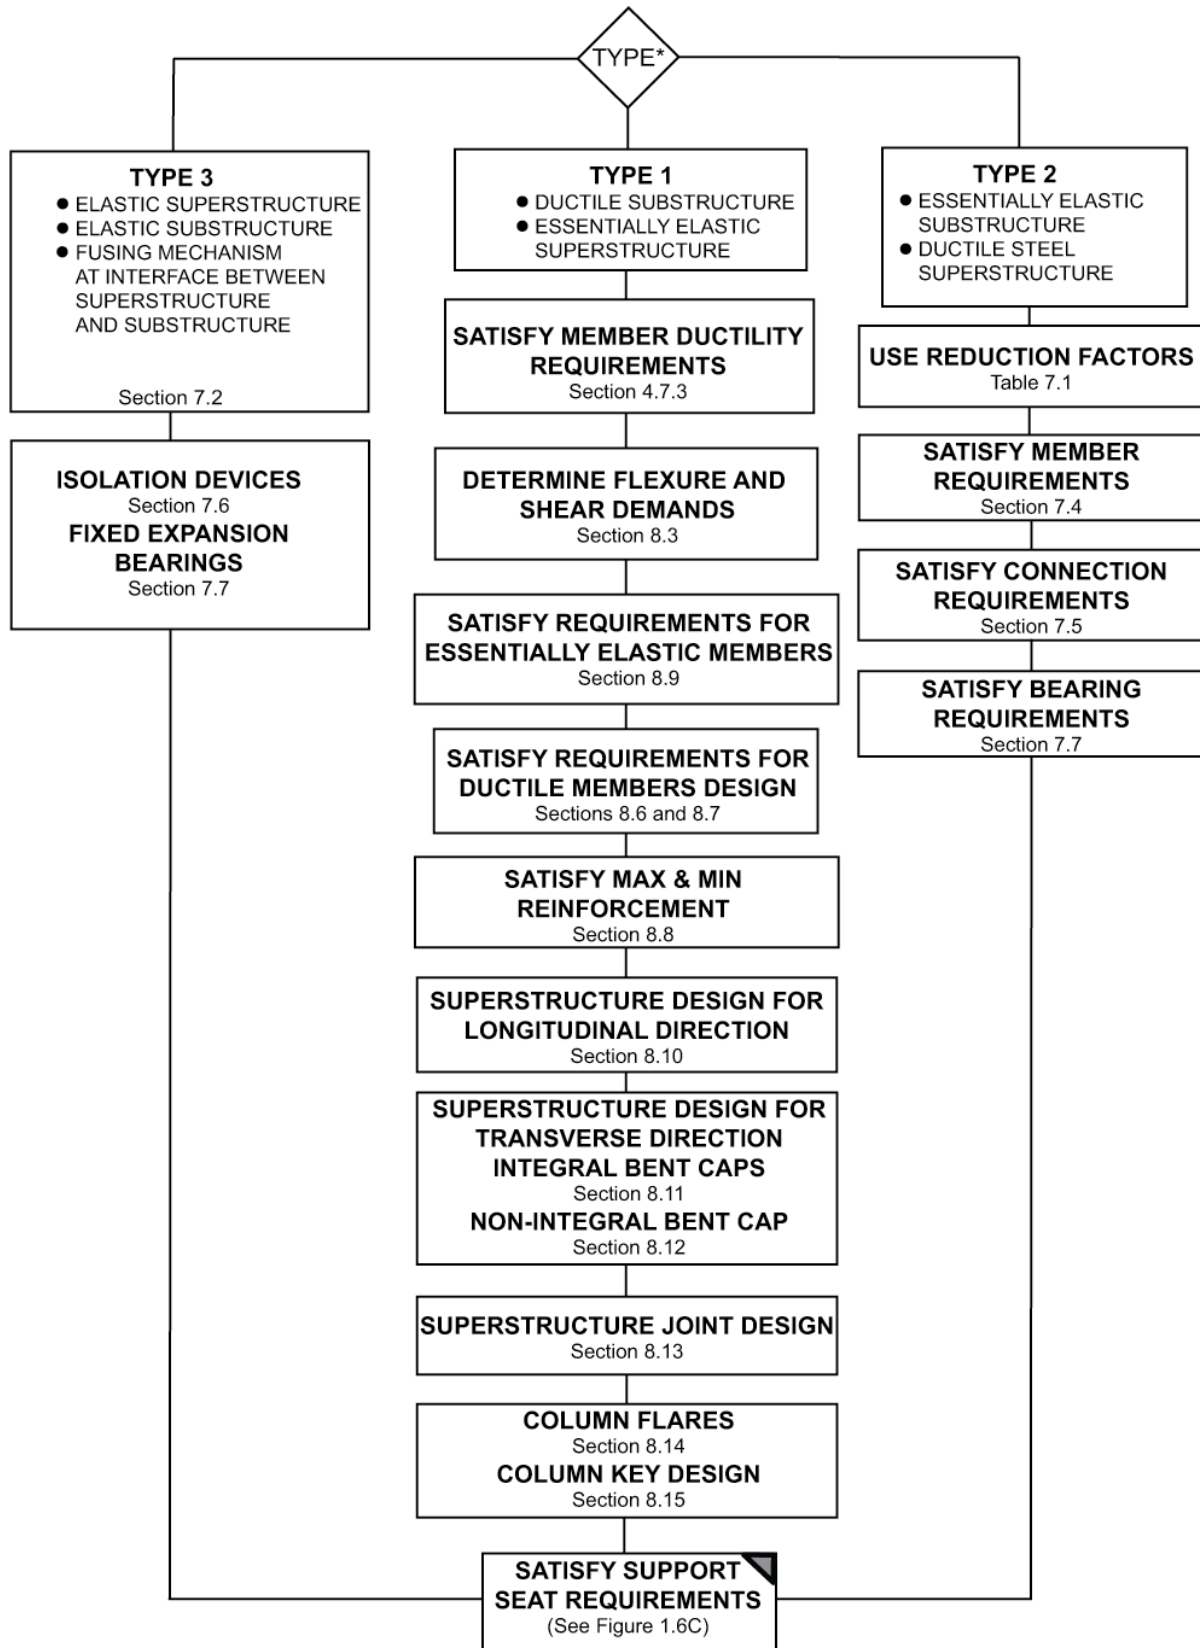 TYPE*
TYPE 3
● ELASTIC SUPERSTRUCTURE
● ELASTIC SUBSTRUCTURE
● FUSING MECHANISM
AT INTERFACE BETWEEN
SUPERSTRUCTURE
AND SUBSTRUCTURE
Section 7.2
ISOLATION DEVICES
Section 7.6
FIXED EXPANSION
BEARINGS
Section 7.7
TYPE 1
● DUCTILE SUBSTRUCTURE
● ESSENTIALLY ELASTIC
SUPERSTRUCTURE
SATISFY MEMBER DUCTILITY
REQUIREMENTS
Section 4.7.3
DETERMINE FLEXURE AND
SHEAR DEMANDS
Section 8.3
SATISFY REQUIREMENTS FOR
ESSENTIALLY ELASTIC MEMBERS
Section 8.9
SATISFY REQUIREMENTS FOR
DUCTILE MEMBERS DESIGN
Sections 8.6 and 8.7
SATISFY MAX & MIN
REINFORCEMENT
Section 8.8
SUPERSTRUCTURE DESIGN FOR
LONGITUDINAL DIRECTION
Section 8.10
SUPERSTRUCTURE DESIGN FOR
TRANSVERSE DIRECTION
INTEGRAL BENT CAPS
Section 8.11
NON-INTEGRAL BENT CAP
Section 8.12
SUPERSTRUCTURE JOINT DESIGN
Section 8.13
COLUMN FLARES
Section 8.14
COLUMN KEY DESIGN
Section 8.15
TYPE 2
● ESSENTIALLY ELASTIC
SUBSTRUCTURE
● DUCTILE STEEL
SUPERSTRUCTURE
USE REDUCTION FACTORS
Table 7.1
SATISFY MEMBER
REQUIREMENTS
Section 7.4
SATISFY CONNECTION
REQUIREMENTS
Section 7.5
SATISFY BEARING
REQUIREMENTS
Section 7.7
SATISFY SUPPORT
SEAT REQUIREMENTS
(See Figure 1.6C)